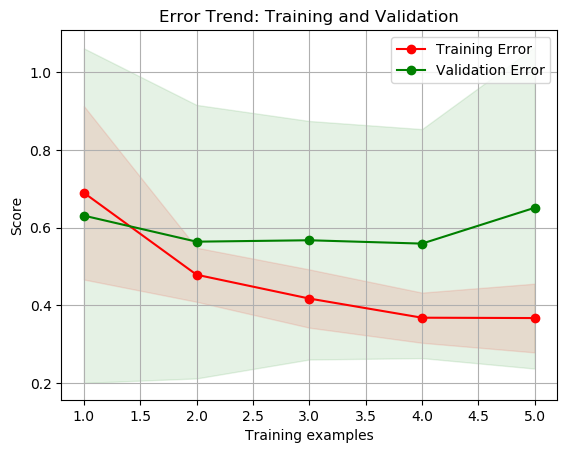 Error Trend: Training and Validation
Training Error
Validation Error
1.0
0.8
0.6
0.4
0.2
Score
1.0 1.5 2.0 2.5 3.0 3.5 4.0 4.5 5.0
Training examples